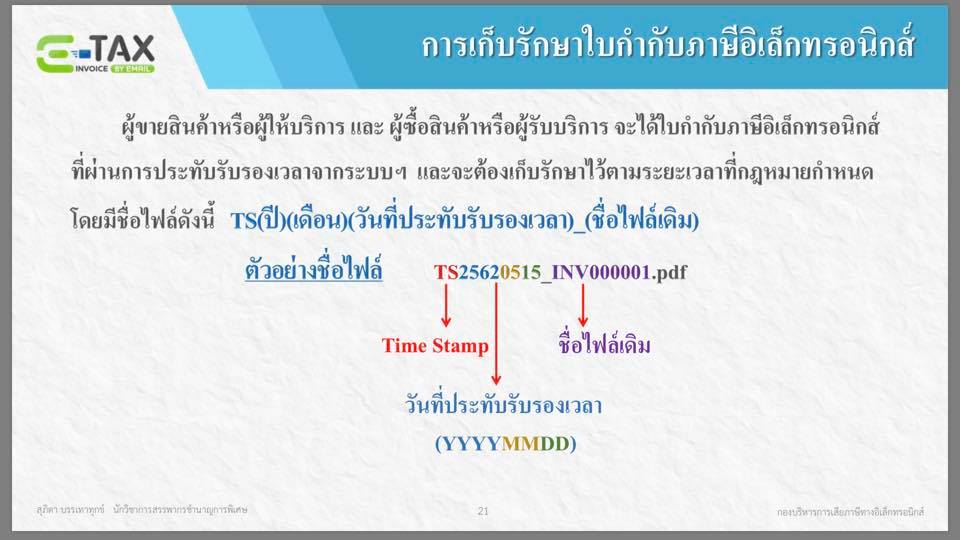 E-TAX
INVOICE BY EMAIL
การเก็บรักษาใบกำกับภาษีอิเล็กทรอนิกส์
ผู้ขายสินค้าหรือผู้ให้บริการ และ ผู้ซื้อสินค้าหรือผู้รับบริการ จะได้ใบกำกับภาษีอิเล็กทรอนิกส์
ที่ผ่านการประทับรับรองเวลาจากระบบฯ และจะต้องเก็บรักษาไว้ตามระยะเวลาที่กฎหมายกำหนด
โดยมีชื่อไฟล์ดังนี้ TS(ปี)(เดือน)(วันที่ประทับรับรองเวลา)_(ชื่อไฟล์เดิม)
ตัวอย่างชื่อไฟล์ TS25620515_INV000001.pdf
Time Stamp ชื่อไฟล์เดิม
วันที่ประทับรับรองเวลา
(YYYYMMDD)
สุภิตา บรรเทาทุกข์ นักวิชาการสรรพากรชำนาญการพิเศษ 21 กองบริหารการเสียภาษีทางอิเล็กทรอนิกส์